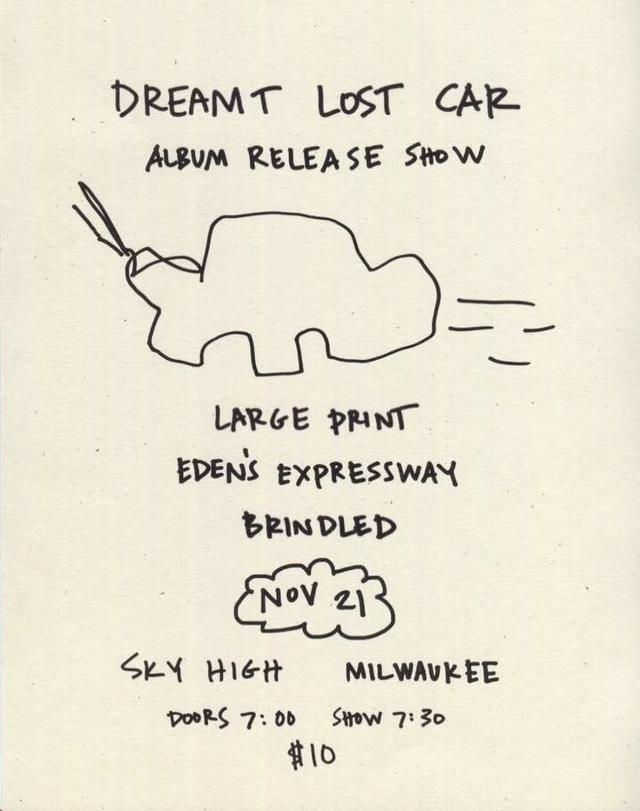 DREAMT LOST CAR
ALBUM RELEASE SHOW
LARGE PRINT
EDEN'S EXPRESSWAY
BRINDLED
NOV 21
SKY HIGH MILWAUKEE
DOORS 7:00 SHOW 7:30
$10